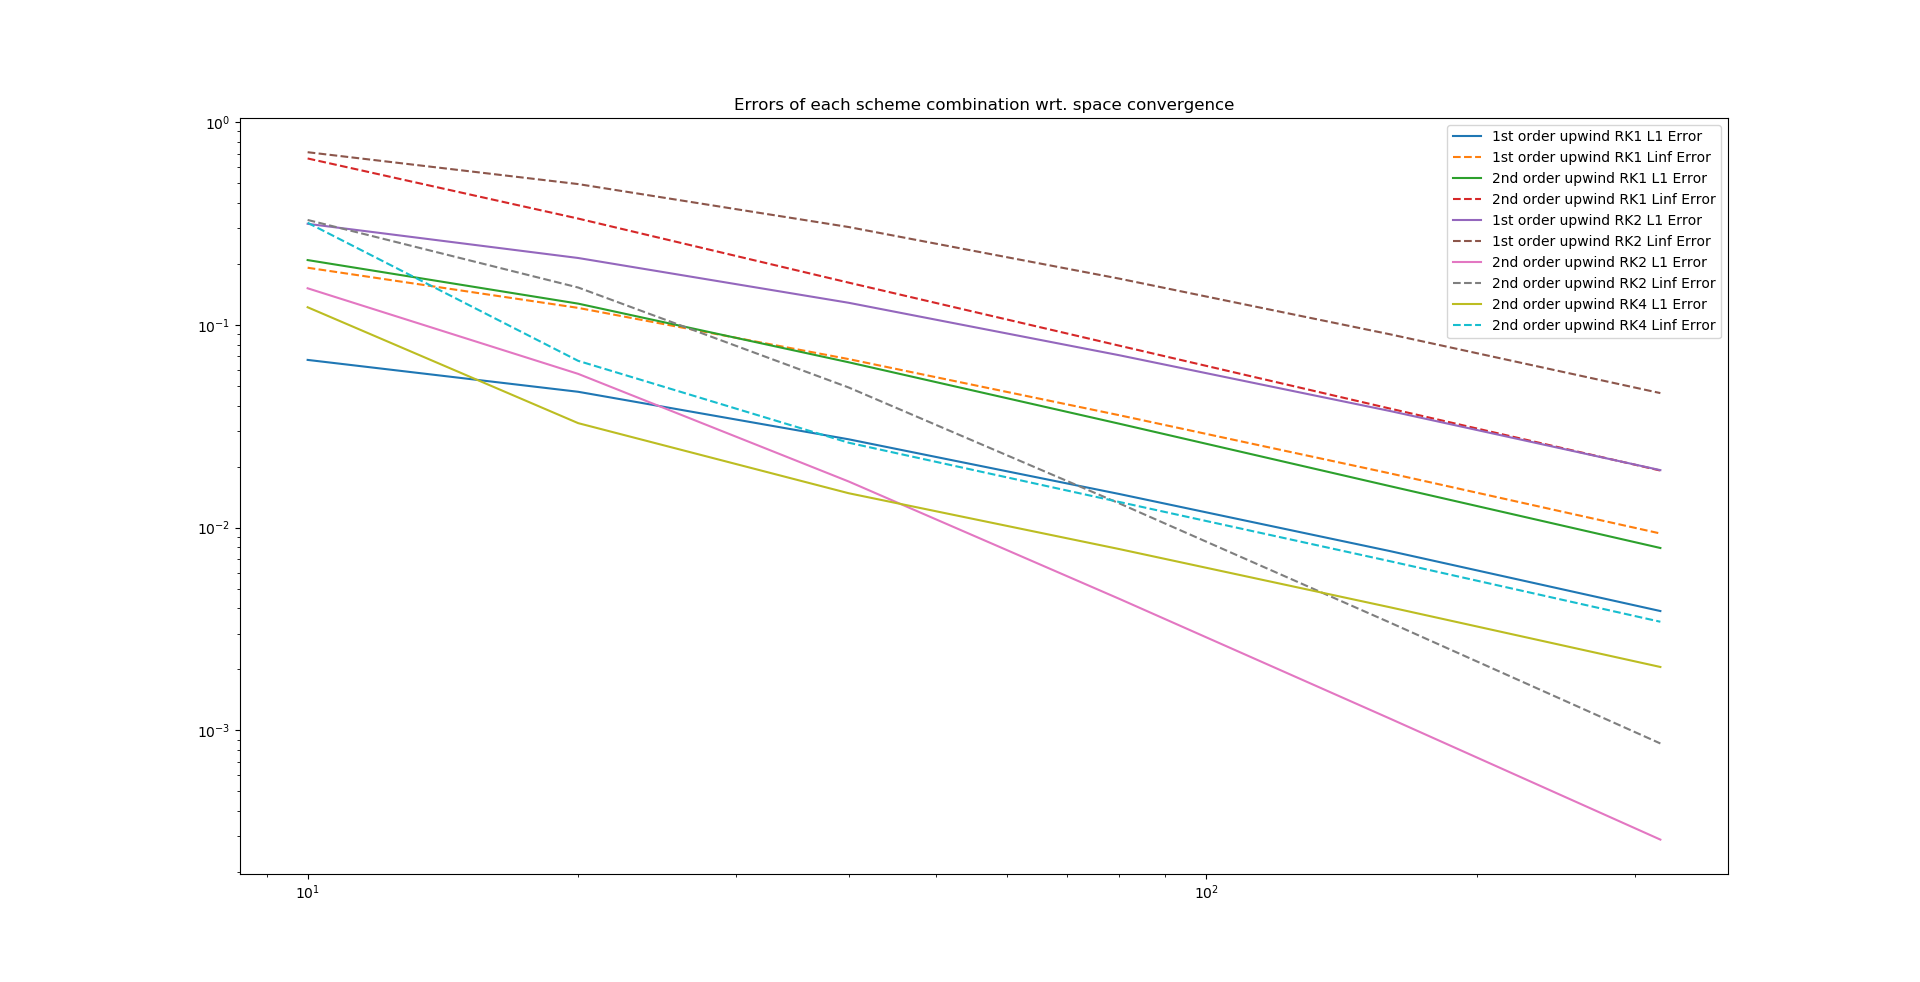 Errors of each scheme combination wrt. space convergence
10⁰
10⁻¹
10⁻²
10⁻³
1st order upwind RK1 L1 Error
1st order upwind RK1 Linf Error
2nd order upwind RK1 L1 Error
2nd order upwind RK1 Linf Error
1st order upwind RK2 L1 Error
1st order upwind RK2 Linf Error
2nd order upwind RK2 L1 Error
2nd order upwind RK2 Linf Error
2nd order upwind RK4 L1 Error
2nd order upwind RK4 Linf Error
10¹
10²